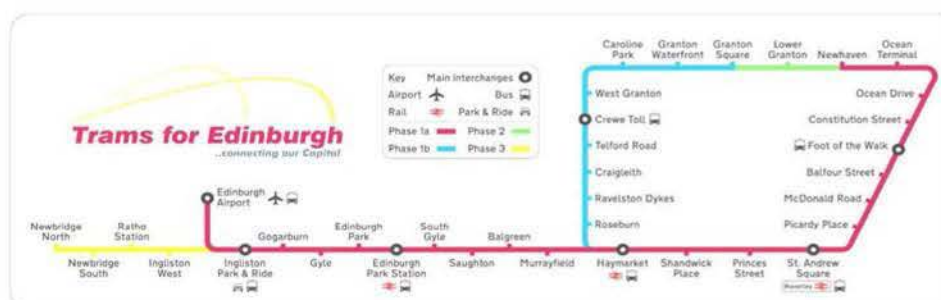 Trams for Edinburgh
...connecting our Capital
Key
Main Interchanges
Airport
Bus
Rail
Park & Ride
Phase 1a
Phase 2
Phase 1b
Phase 3
Caroline
Park
Granton
Waterfront
Granton
Square
Lower
Granton
Newhaven
Ocean
Terminal
West Granton
Crewe Toll
Telford Road
Craigleith
Ravelston Dykes
Roseburn
Ocean Drive
Constitution Street
Foot of the Walk
Balfour Street
McDonald Road
Picardy Place
Edinburgh
Airport
Newbridge
North
Newbridge
South
Ratho
Station
Ingliston
West
Ingliston
Park & Ride
Gogarburn
Gyle
Edinburgh
Park
Edinburgh
Park Station
South
Gyle
Saughton
Balgreen
Murrayfield
Haymarket
Shandwick
Place
Princes
Street
St. Andrew
Square
Waverley